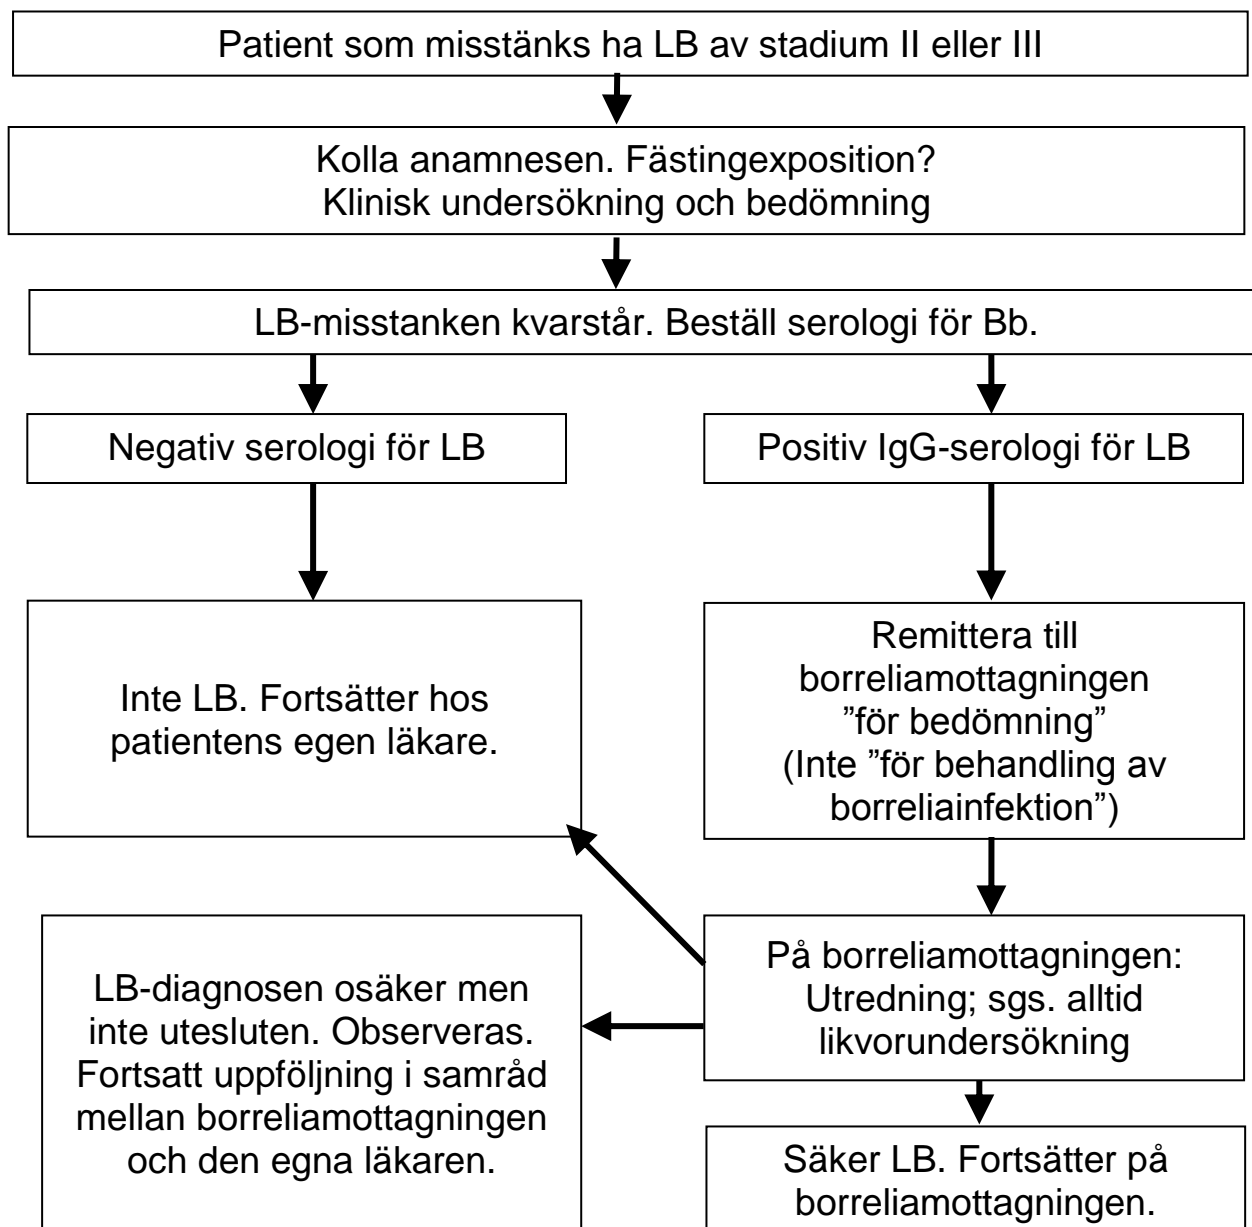 Patient som misstänks ha LB av stadium II eller III
Kolla anamnesen. Fästingexposition?
Klinisk undersökning och bedömning
LB-misstanken kvarstår. Beställ serologi för Bb.
Negativ serologi för LB
Positiv IgG-serologi för LB
Inte LB. Fortsätter hos
patientens egen läkare.
Remittera till
borreliamottagningen
”för bedömning”
(Inte ”för behandling av
borreliainfektion”)
LB-diagnosen osäker men
inte utesluten. Observeras.
Fortsatt uppföljning i samråd
mellan borreliamottagningen
och den egna läkaren.
På borreliamottagningen:
Utredning; sgs. alltid
likvorundersökning
Säker LB. Fortsätter på
borreliamottagningen.